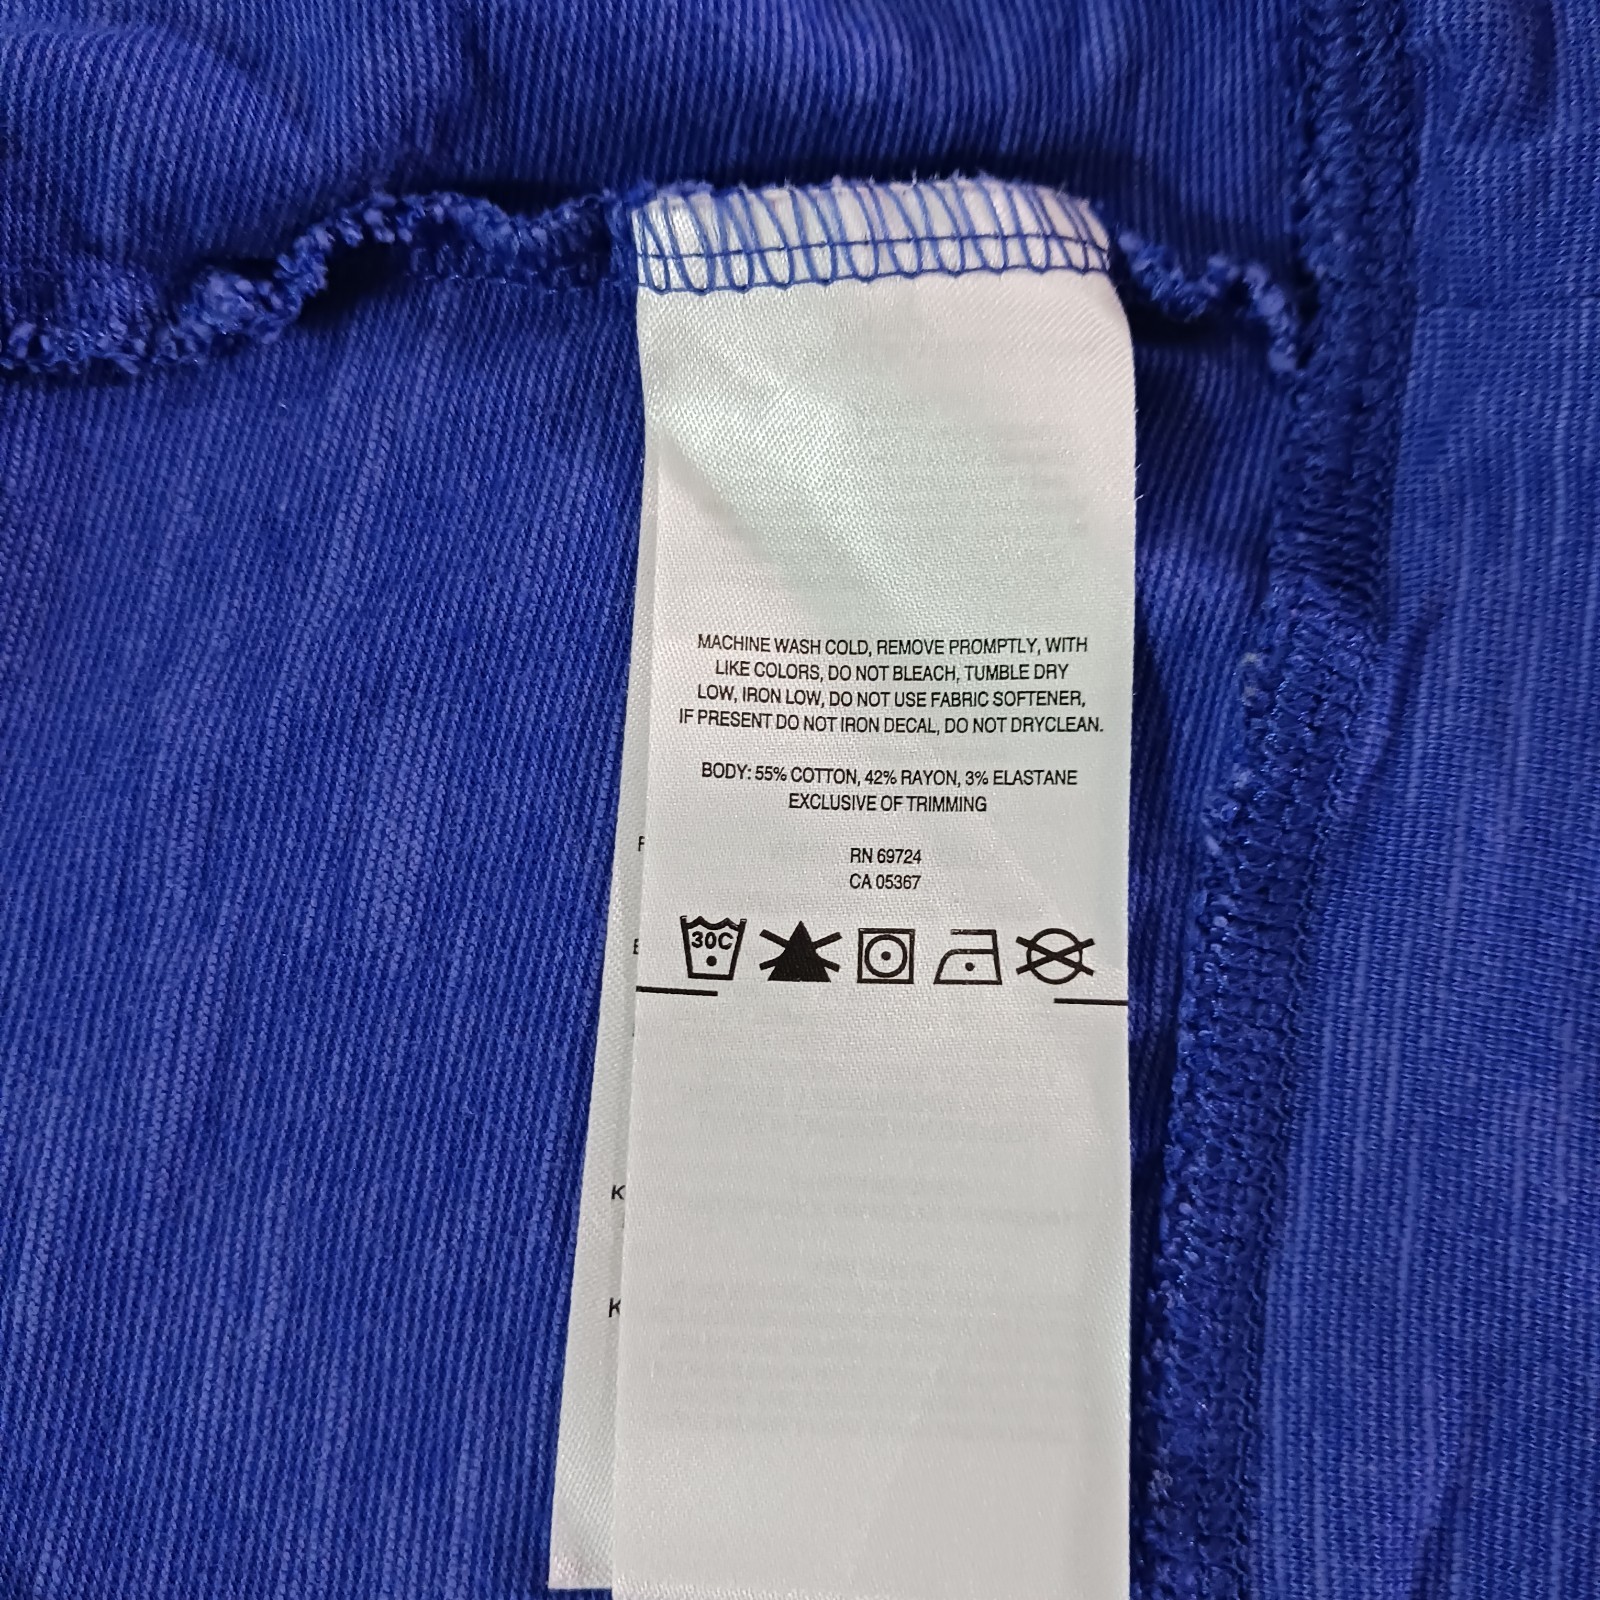 MACHINE WASH COLD, REMOVE PROMPTLY, WITH
LIKE COLORS, DO NOT BLEACH, TUMBLE DRY
LOW, IRON LOW, DO NOT USE FABRIC SOFTENER,
IF PRESENT DO NOT IRON DECAL, DO NOT DRYCLEAN.
BODY: 55% COTTON, 42% RAYON, 3% ELASTANE
EXCLUSIVE OF TRIMMING
RN 69724
CA 05367
30C
K
K